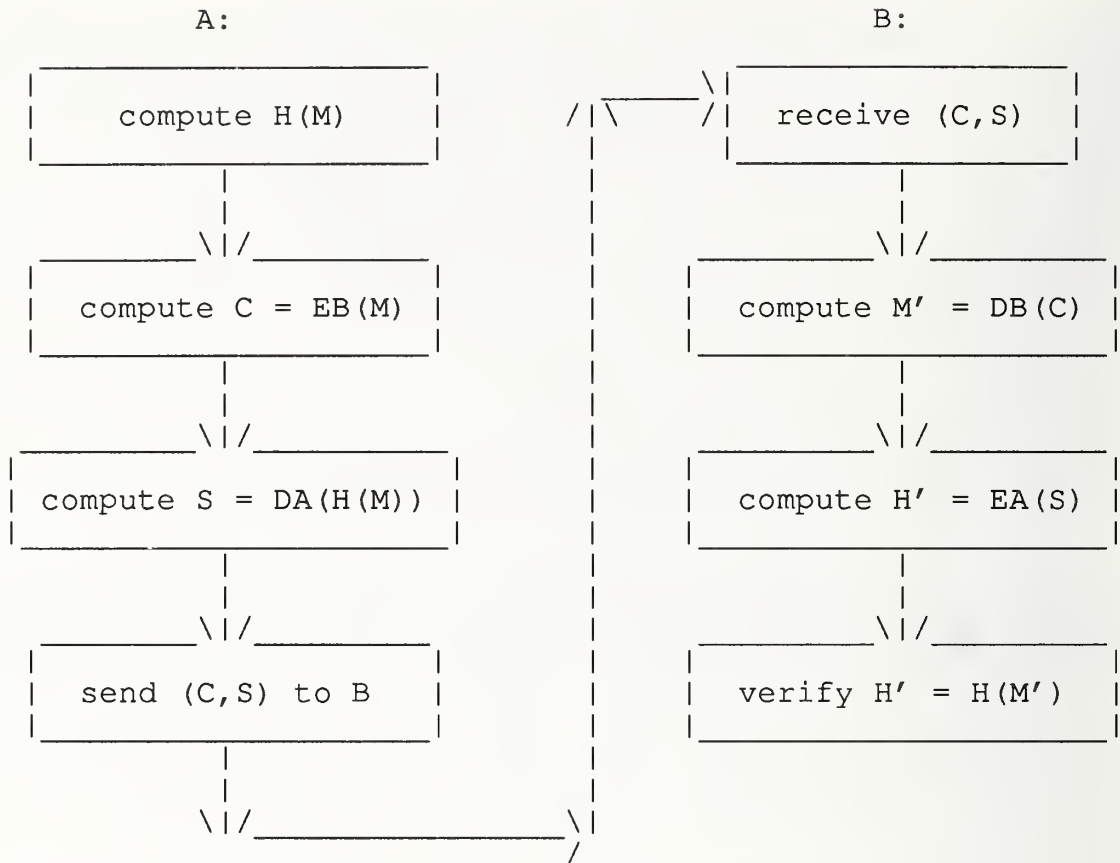 A:
compute H(M)
compute C = EB(M)
compute S = DA(H(M))
send (C,S) to B
B:
receive (C,S)
compute M' = DB(C)
compute H' = EA(S)
verify H' = H(M')